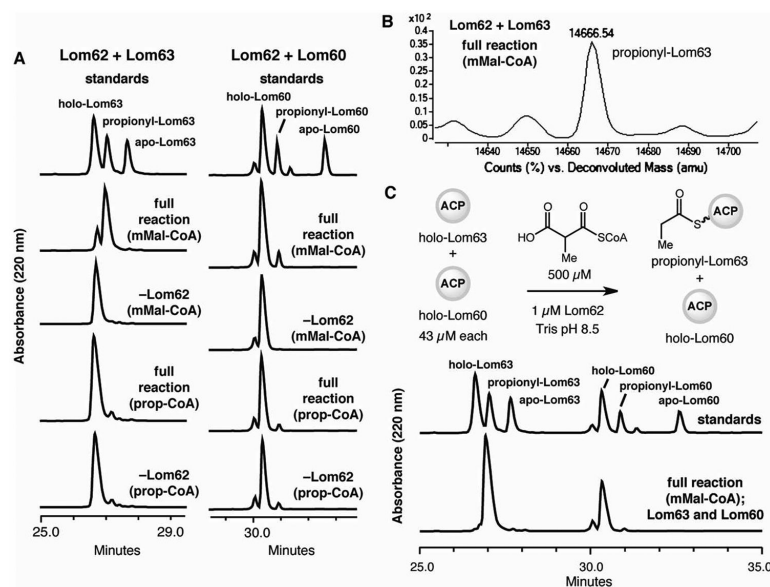 A
Lom62 + Lom63
standards
holo-Lom63
propionyl-Lom63
apo-Lom63
full
reaction
(mMal-CoA)
–Lom62
(mMal-CoA)
full
reaction
(prop-CoA)
–Lom62
(prop-CoA)
25.0
29.0
Minutes
Absorbance (220 nm)
Lom62 + Lom60
standards
holo-Lom60
propionyl-Lom60
apo-Lom60
full
reaction
(mMal-CoA)
–Lom62
(mMal-CoA)
full
reaction
(prop-CoA)
–Lom62
(prop-CoA)
30.0
Minutes
B
x10²
Lom62 + Lom63
full reaction
(mMal-CoA)
14666.54
propionyl-Lom63
0.4
0.35
0.3
0.25
0.2
0.15
0.1
0.05
0
14640 14650 14660 14670 14680 14690 14700
Counts (%) vs. Deconvoluted Mass (amu)
C
ACP
holo-Lom63
+
ACP
holo-Lom60
43 µM each
O O
HO SCoA
Me
500 µM
1 µM Lom62
Tris pH 8.5
O
S ACP
Me
propionyl-Lom63
+
ACP
holo-Lom60
holo-Lom63
propionyl-Lom63
apo-Lom63
holo-Lom60
propionyl-Lom60
apo-Lom60
standards
full reaction
(mMal-CoA);
Lom63 and Lom60
Absorbance (220 nm)
25.0 30.0 35.0
Minutes